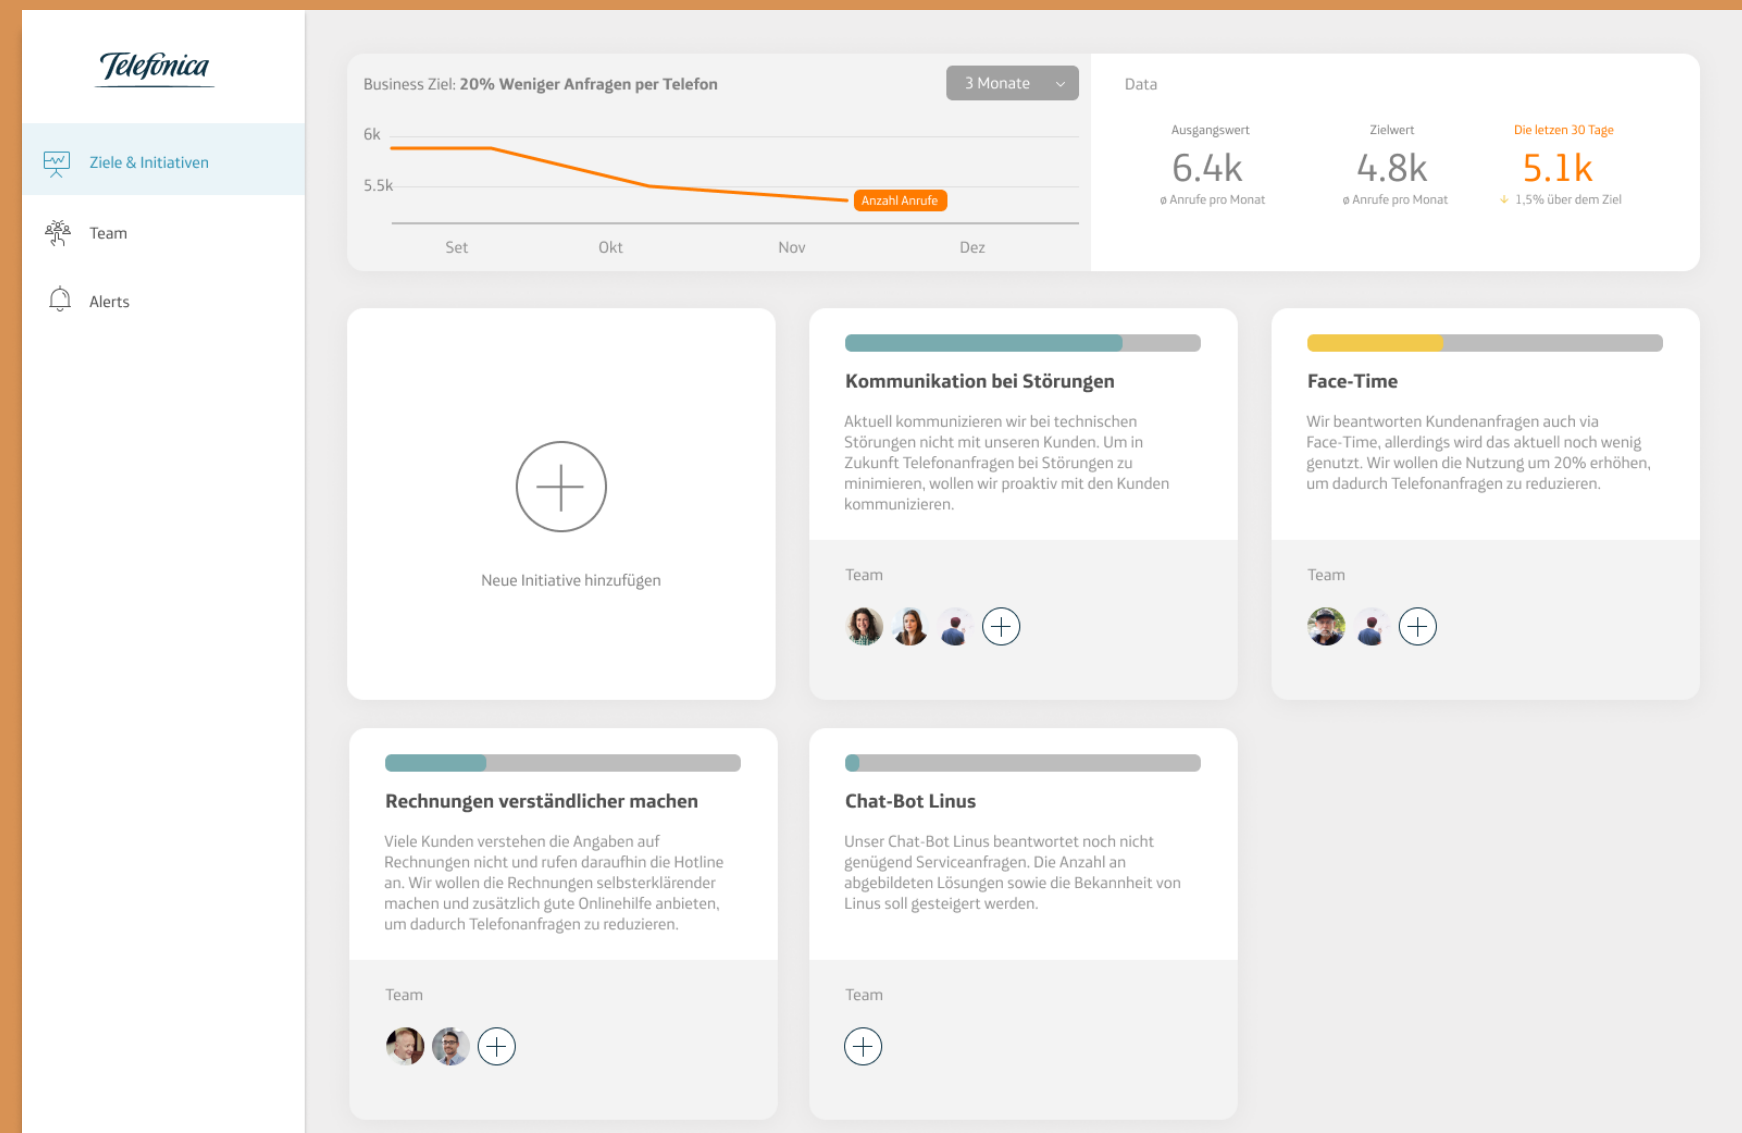 Telefónica
Ziele & Initiativen
Team
Alerts
Business Ziel: 20% Weniger Anfragen per Telefon
3 Monate
6k
5.5k
Anzahl Anrufe
Set Okt Nov Dez
Data
Ausgangswert
6.4k
ø Anrufe pro Monat
Zielwert
4.8k
ø Anrufe pro Monat
Die letzen 30 Tage
5.1k
1,5% über dem Ziel
Neue Initiative hinzufügen
Kommunikation bei Störungen
Aktuell kommunizieren wir bei technischen
Störungen nicht mit unseren Kunden. Um in
Zukunft Telefonanfragen bei Störungen zu
minimieren, wollen wir proaktiv mit den Kunden
kommunizieren.
Team
Face-Time
Wir beantworten Kundenanfragen auch via
Face-Time, allerdings wird das aktuell noch wenig
genutzt. Wir wollen die Nutzung um 20% erhöhen,
um dadurch Telefonanfragen zu reduzieren.
Team
Rechnungen verständlicher machen
Viele Kunden verstehen die Angaben auf
Rechnungen nicht und rufen daraufhin die Hotline
an. Wir wollen die Rechnungen selbsterklärender
machen und zusätzlich gute Onlinehilfe anbieten,
um dadurch Telefonanfragen zu reduzieren.
Team
Chat-Bot Linus
Unser Chat-Bot Linus beantwortet noch nicht
genügend Serviceanfragen. Die Anzahl an
abgebildeten Lösungen sowie die Bekannheit von
Linus soll gesteigert werden.
Team